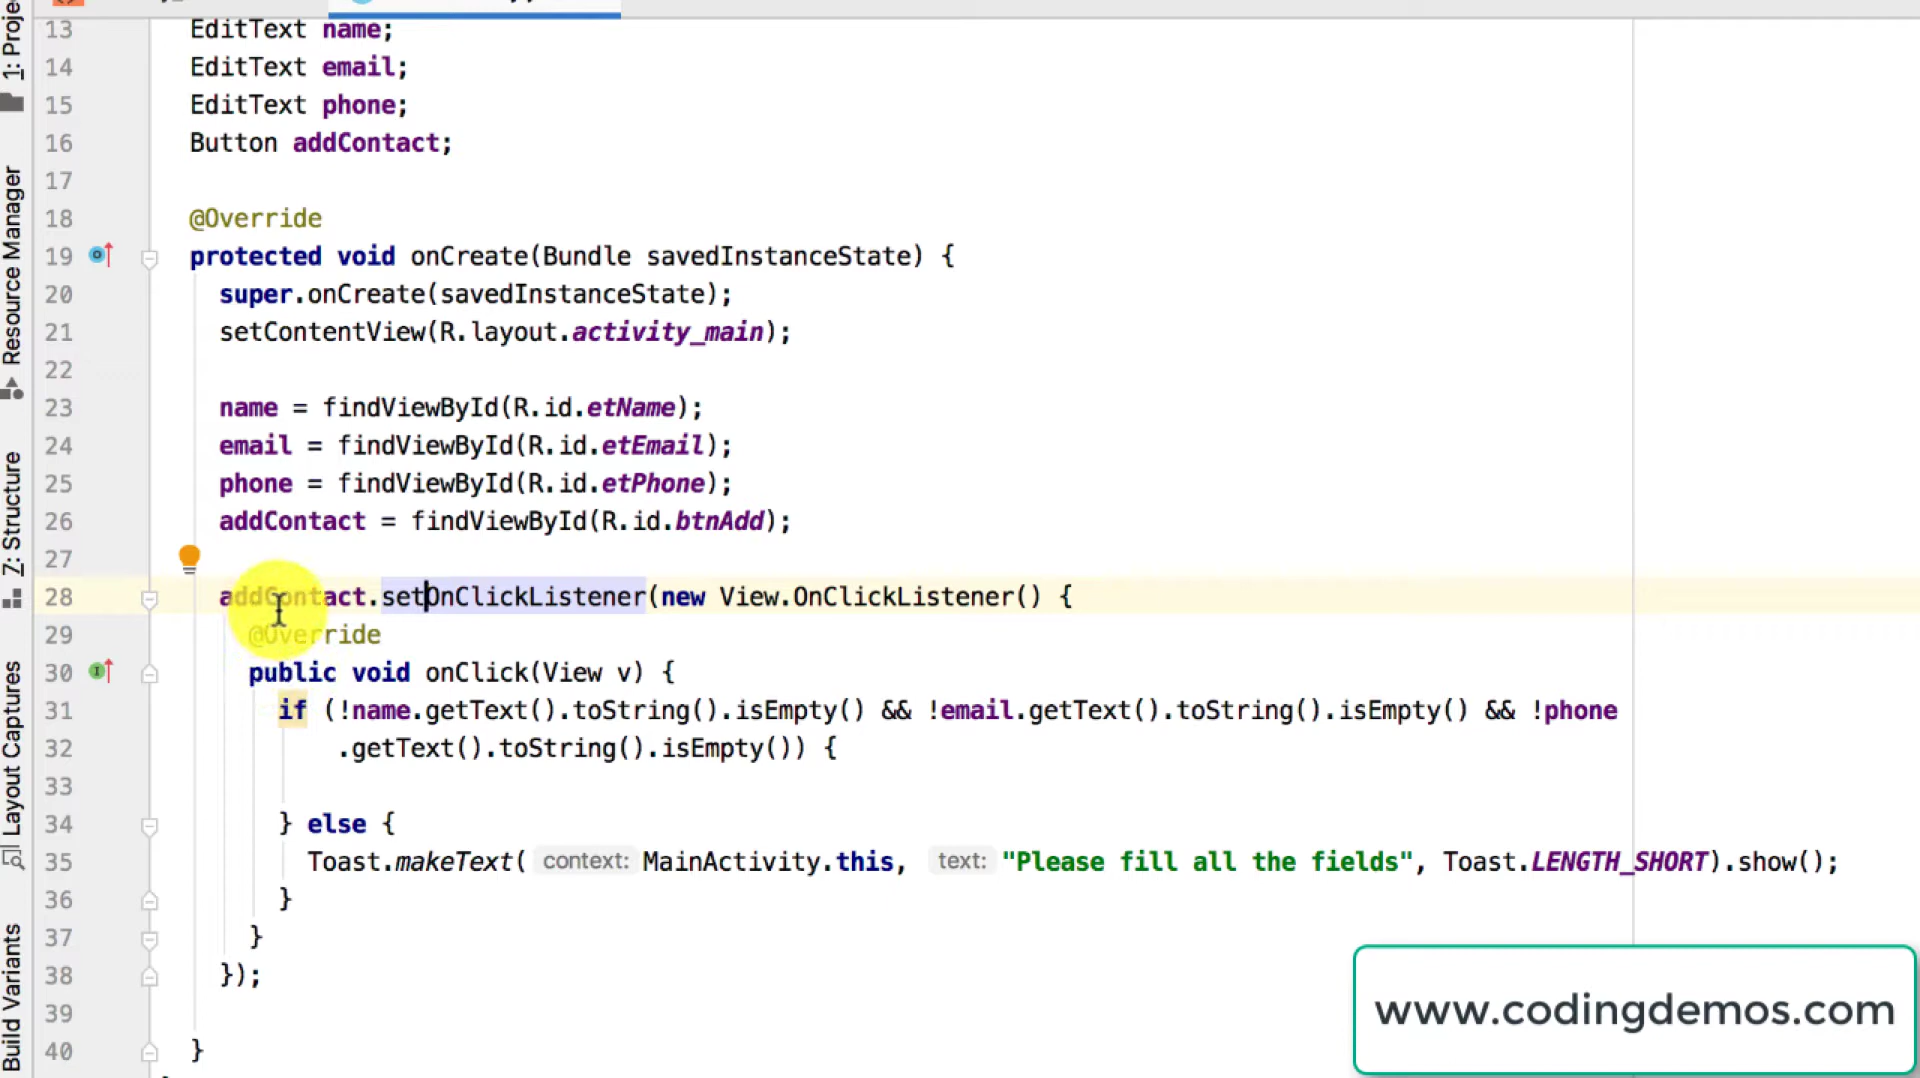 1: Proje
Resource Manager
Z: Structure
Layout Captures
Build Variants
13 EditText name;
14 EditText email;
15 EditText phone;
16 Button addContact;
17
18 @Override
19 protected void onCreate(Bundle savedInstanceState) {
20 super.onCreate(savedInstanceState);
21 setContentView(R.layout.activity_main);
22
23 name = findViewById(R.id.etName);
24 email = findViewById(R.id.etEmail);
25 phone = findViewById(R.id.etPhone);
26 addContact = findViewById(R.id.btnAdd);
27
28 addContact.setOnClickListener(new View.OnClickListener() {
29 @Override
30 public void onClick(View v) {
31 if (!name.getText().toString().isEmpty() && !email.getText().toString().isEmpty() && !phone
32 .getText().toString().isEmpty()) {
33
34 } else {
35 Toast.makeText( context: MainActivity.this, text: "Please fill all the fields", Toast.LENGTH_SHORT).show();
36 }
37 }
38 });
39
40 }
www.codingdemos.com